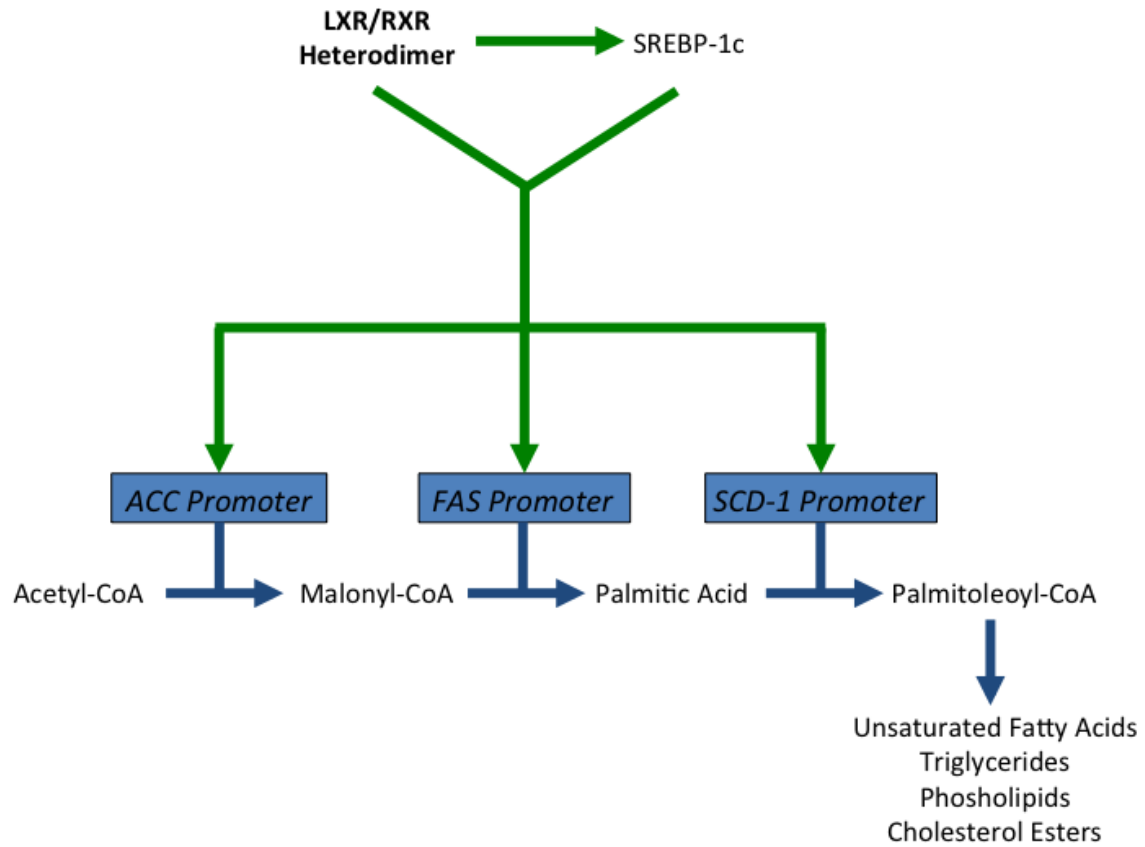 LXR/RXR
Heterodimer
SREBP-1c
ACC Promoter
FAS Promoter
SCD-1 Promoter
Acetyl-CoA
Malonyl-CoA
Palmitic Acid
Palmitoleoyl-CoA
Unsaturated Fatty Acids
Triglycerides
Phosholipids
Cholesterol Esters